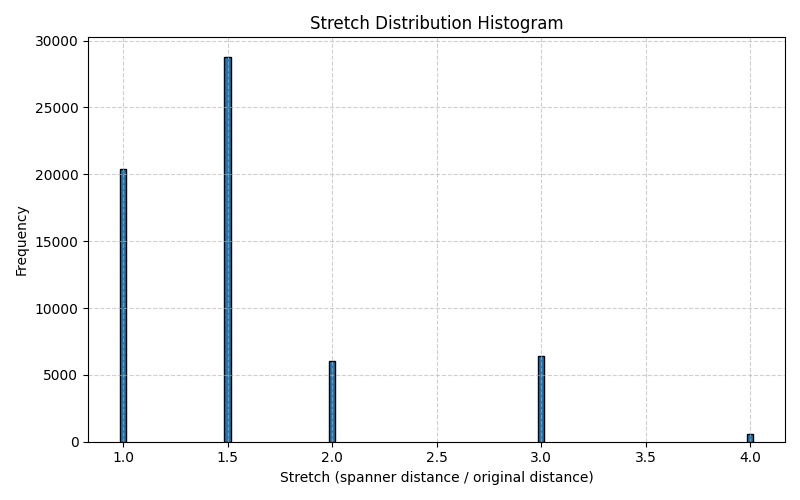 Stretch Distribution Histogram
30000
25000
20000
15000
10000
5000
0
Frequency
1.0 1.5 2.0 2.5 3.0 3.5 4.0
Stretch (spanner distance / original distance)